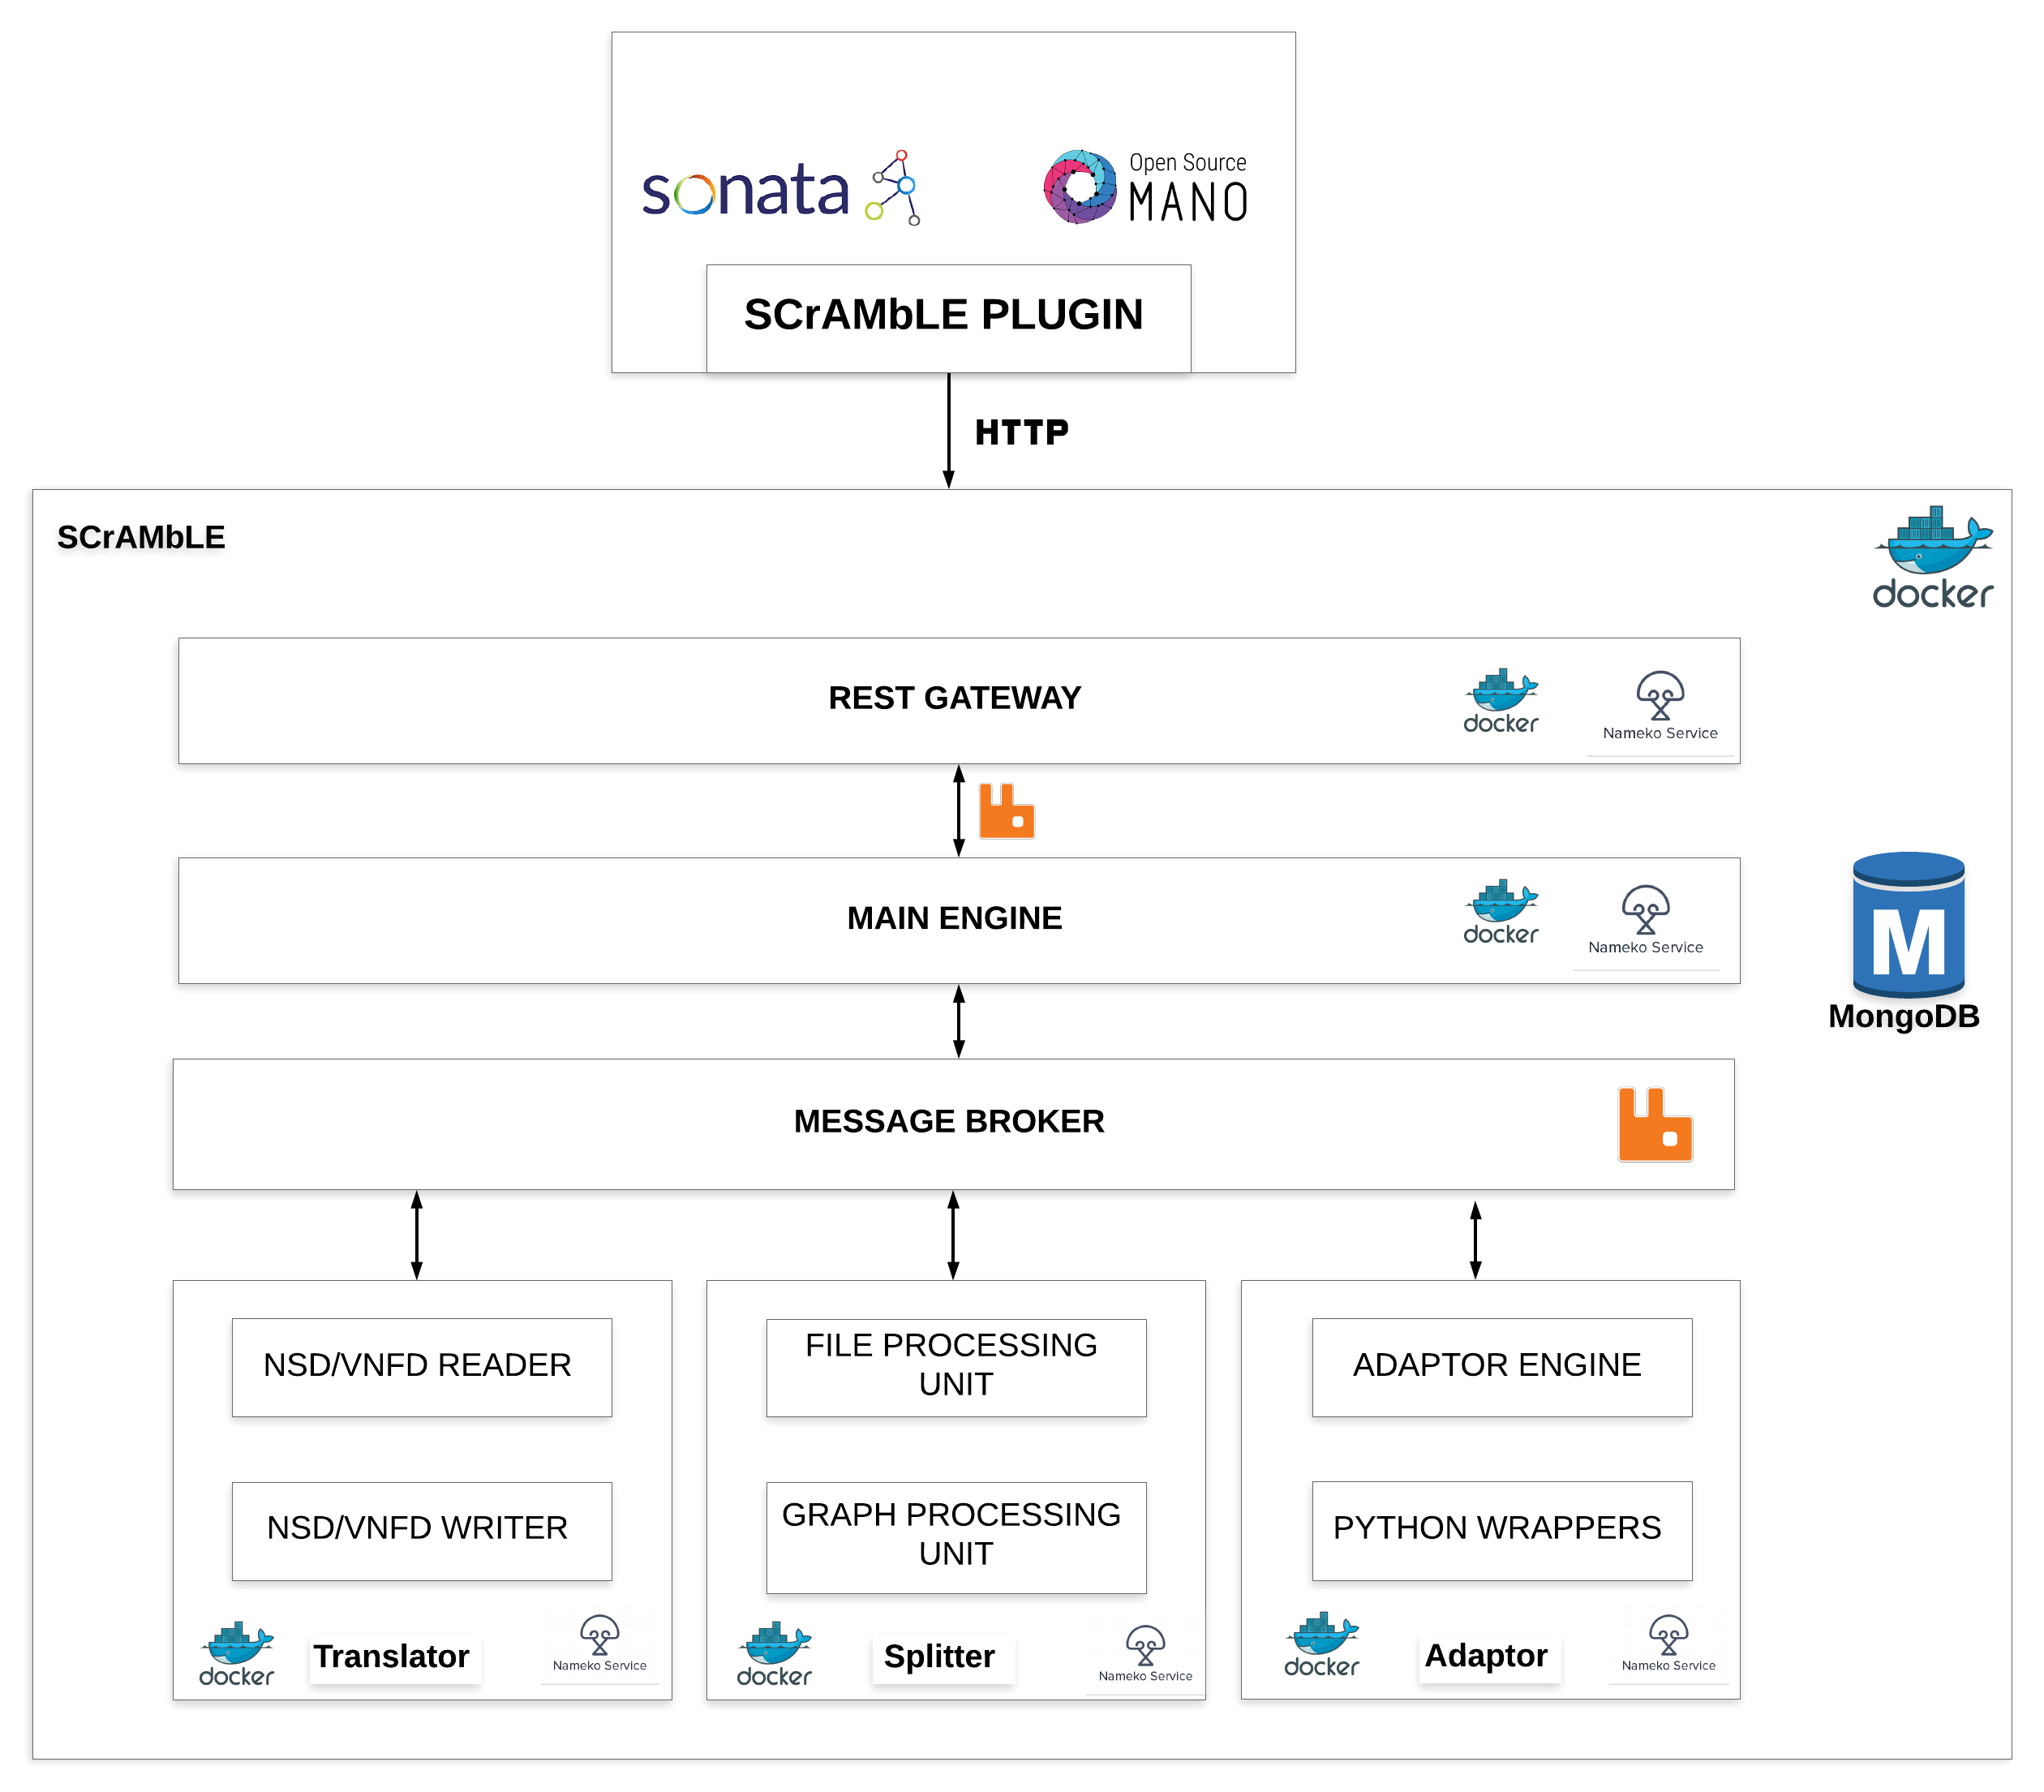 sonata
Open Source
MANO
SCrAMbLE PLUGIN
HTTP
SCrAMbLE
docker
REST GATEWAY
docker
Nameko Service
MAIN ENGINE
docker
Nameko Service
M
MongoDB
MESSAGE BROKER
NSD/VNFD READER
NSD/VNFD WRITER
docker
Translator
Nameko Service
FILE PROCESSING
UNIT
GRAPH PROCESSING
UNIT
docker
Splitter
Nameko Service
ADAPTOR ENGINE
PYTHON WRAPPERS
docker
Adaptor
Nameko Service